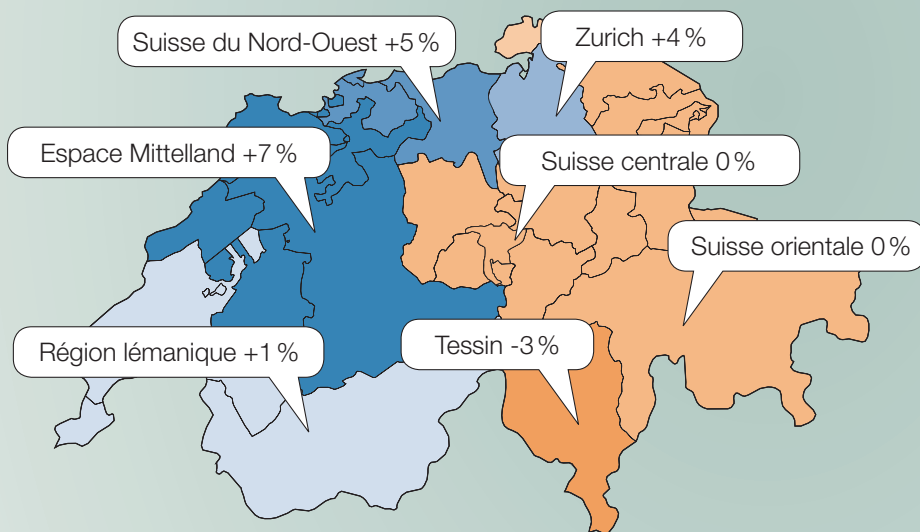 Suisse du Nord-Ouest +5 %
Zurich +4 %
Espace Mittelland +7 %
Suisse centrale 0 %
Suisse orientale 0 %
Région lémanique +1 %
Tessin -3 %